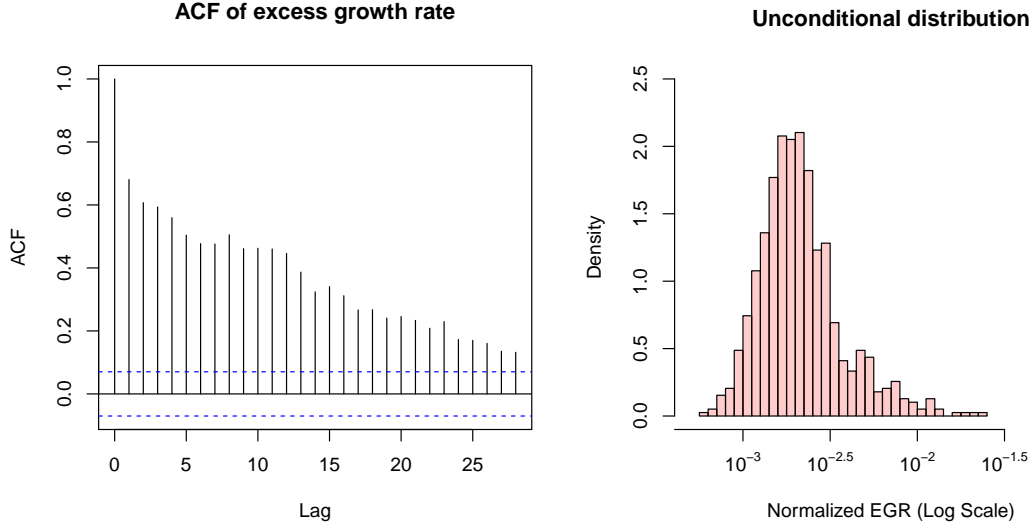 ACF of excess growth rate
ACF
0.0 0.2 0.4 0.6 0.8 1.0
0 5 10 15 20 25
Lag
Unconditional distribution
Density
0.0 0.5 1.0 1.5 2.0 2.5
10^-3 10^-2.5 10^-2 10^-1.5
Normalized EGR (Log Scale)